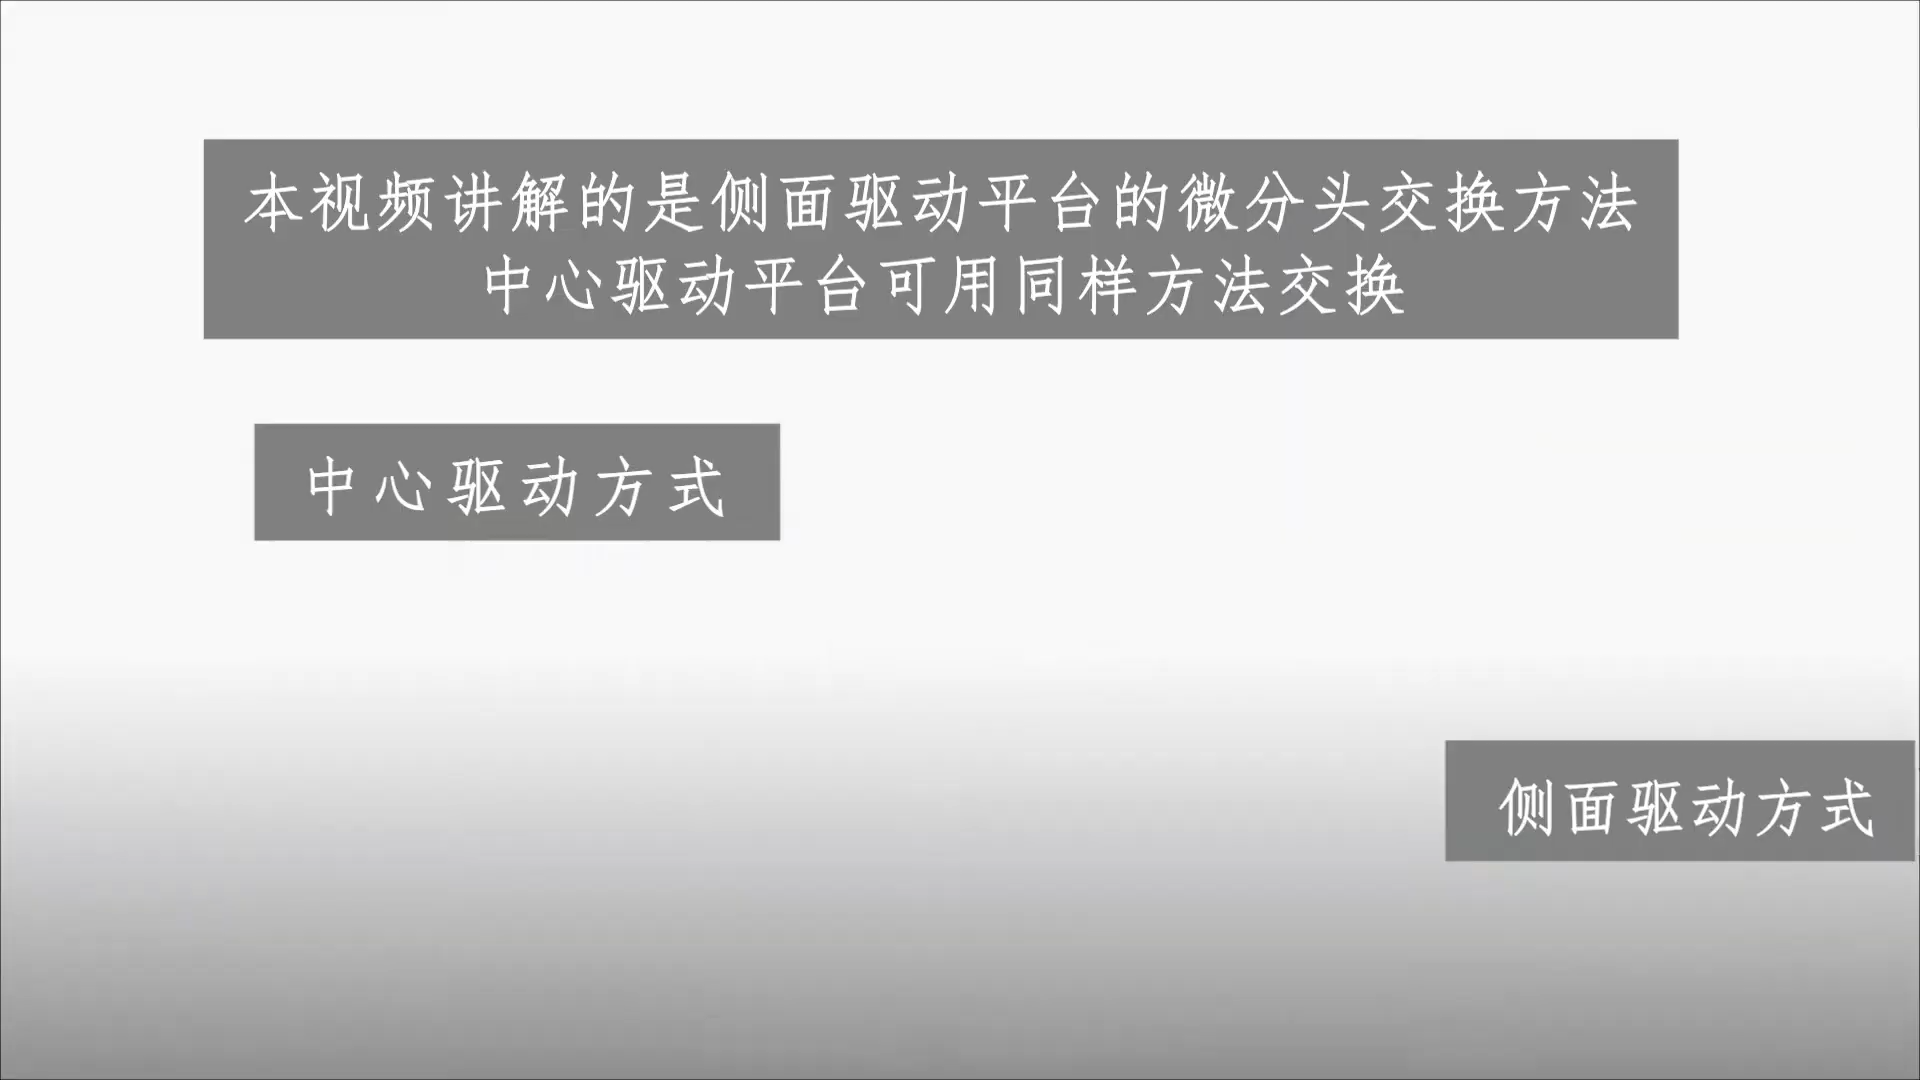 本视频讲解的是侧面驱动平台的微分头交换方法
中心驱动平台可用同样方法交换
中心驱动方式
侧面驱动方式